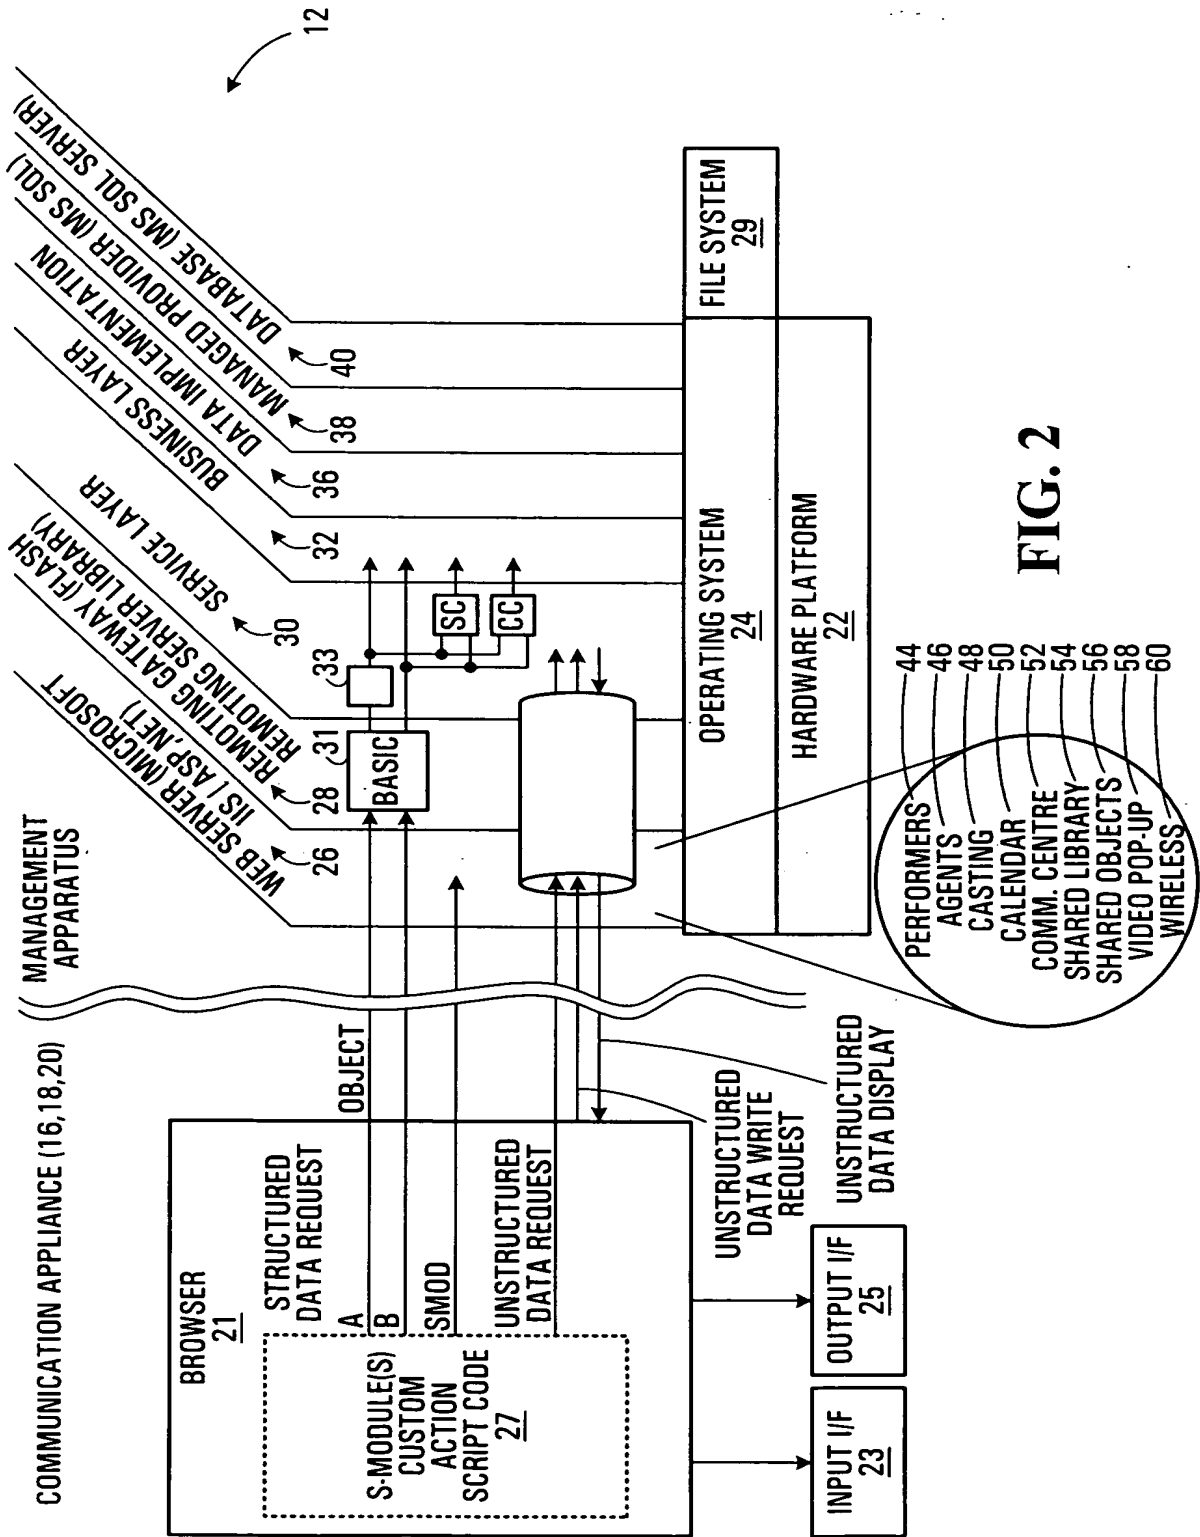 COMMUNICATION APPLIANCE (16,18,20)
MANAGEMENT
APPARATUS
12
BROWSER
21
S-MODULE(S)
CUSTOM
ACTION
SCRIPT CODE
27
STRUCTURED
DATA REQUEST
A
B
SMOD
UNSTRUCTURED
DATA REQUEST
OBJECT
INPUT I/F
23
OUTPUT I/F
25
UNSTRUCTURED
DATA WRITE
REQUEST
UNSTRUCTURED
DATA DISPLAY
WEB SERVER (MICROSOFT
IIS / ASP.NET)
26
REMOTING GATEWAY (FLASH
REMOTING SERVER LIBRARY)
28
SERVICE LAYER
30
BUSINESS LAYER
32
DATA IMPLEMENTATION
36
MANAGED PROVIDER (MS SQL)
38
DATABASE (MS SQL SERVER)
40
BASIC
31
33
SC
CC
OPERATING SYSTEM
24
HARDWARE PLATFORM
22
FILE SYSTEM
29
PERFORMERS 44
AGENTS 46
CASTING 48
CALENDAR 50
COMM. CENTRE 52
SHARED LIBRARY 54
SHARED OBJECTS 56
VIDEO POP-UP 58
WIRELESS 60
FIG. 2